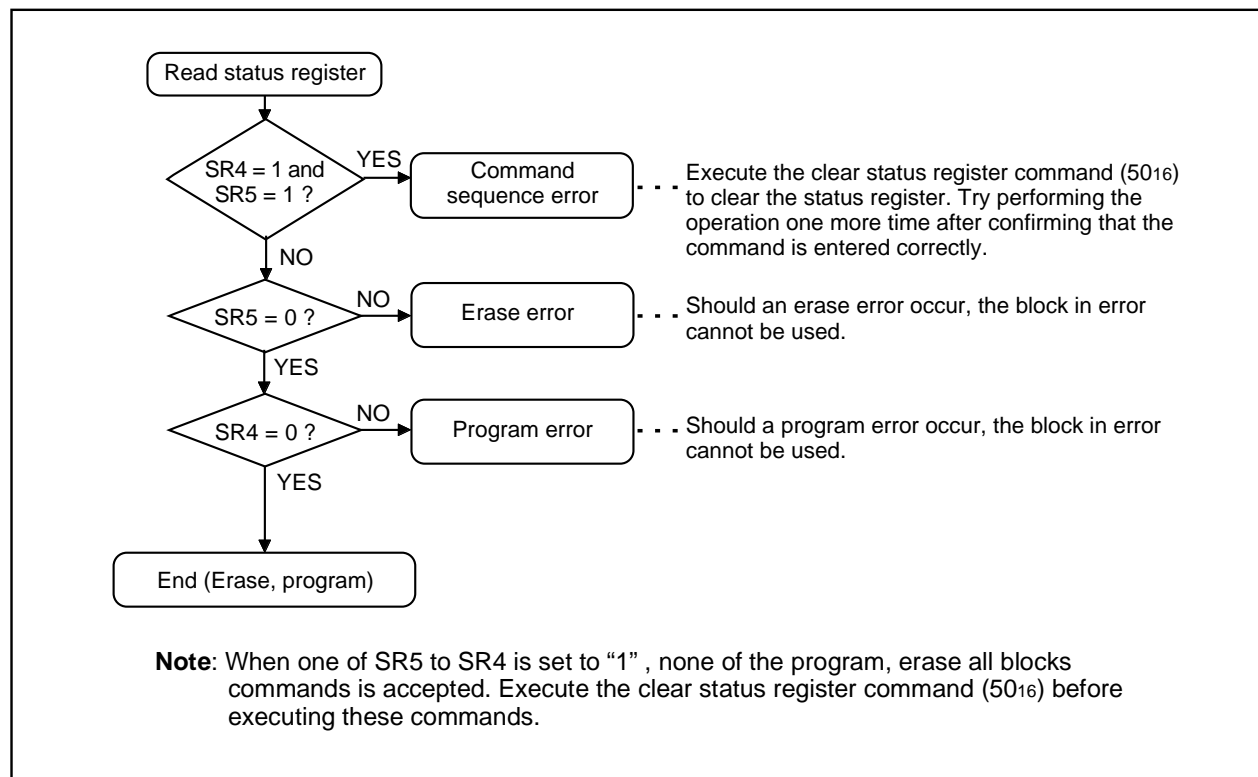 Read status register
SR4 = 1 and
SR5 = 1 ?
YES
Command
sequence error
Execute the clear status register command (5016)
to clear the status register. Try performing the
operation one more time after confirming that the
command is entered correctly.
NO
SR5 = 0 ?
NO
Erase error
Should an erase error occur, the block in error
cannot be used.
YES
SR4 = 0 ?
NO
Program error
Should a program error occur, the block in error
cannot be used.
YES
End (Erase, program)
Note: When one of SR5 to SR4 is set to “1” , none of the program, erase all blocks
commands is accepted. Execute the clear status register command (5016) before
executing these commands.